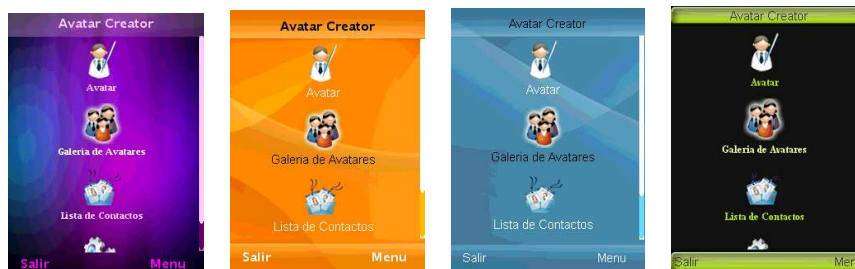 Avatar Creator
Avatar
Galeria de Avatares
Lista de Contactos
Salir Menu
Avatar Creator
Avatar
Galeria de Avatares
Lista de Contactos
Salir Menu
Avatar Creator
Avatar
Galeria de Avatares
Lista de Contactos
Salir Menu
Avatar Creator
Avatar
Galeria de Avatares
Lista de Contactos
Salir Men